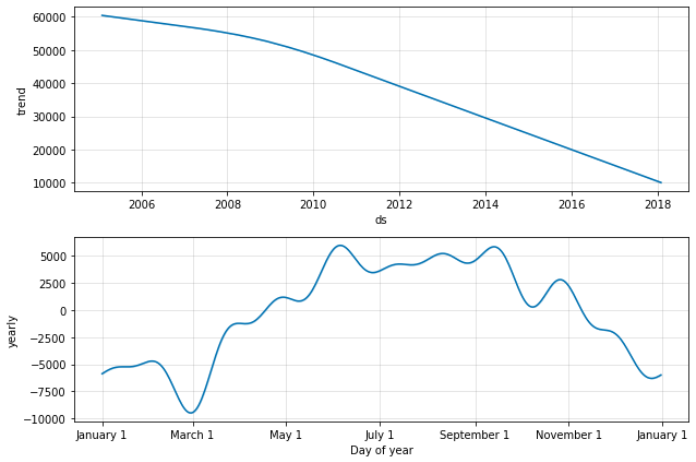 60000
50000
40000
30000
20000
10000
trend
2006 2008 2010 2012 2014 2016 2018
ds
5000
2500
0
−2500
−5000
−7500
−10000
yearly
January 1 March 1 May 1 July 1 September 1 November 1 January 1
Day of year